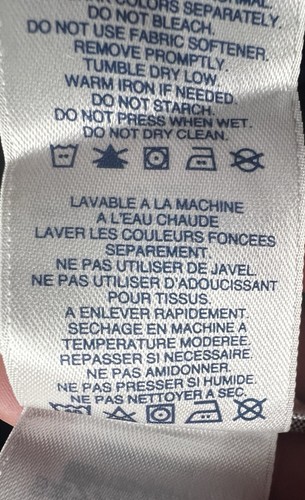 COLORS SEPARATELY.
DO NOT BLEACH.
DO NOT USE FABRIC SOFTENER.
REMOVE PROMPTLY.
TUMBLE DRY LOW.
WARM IRON IF NEEDED.
DO NOT STARCH.
DO NOT PRESS WHEN WET.
DO NOT DRY CLEAN.
LAVABLE A LA MACHINE
A L'EAU CHAUDE
LAVER LES COULEURS FONCEES
SEPAREMENT.
NE PAS UTILISER DE JAVEL.
NE PAS UTILISER D'ADOUCISSANT
POUR TISSUS.
A ENLEVER RAPIDEMENT.
SECHAGE EN MACHINE A
TEMPERATURE MODEREE.
REPASSER SI NECESSAIRE.
NE PAS AMIDONNER.
NE PAS PRESSER SI HUMIDE.
NE PAS NETTOYER A SEC.